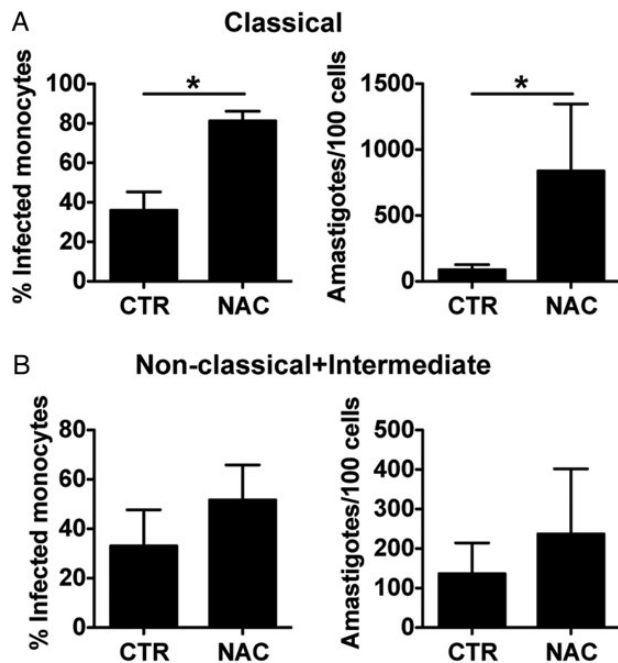 A
Classical
% Infected monocytes
100
80
60
40
20
0
*
CTR
NAC
Amastigotes/100 cells
1500
1000
500
0
*
CTR
NAC
B
Non-classical+Intermediate
% Infected monocytes
80
60
40
20
0
CTR
NAC
Amastigotes/100 cells
500
400
300
200
100
0
CTR
NAC